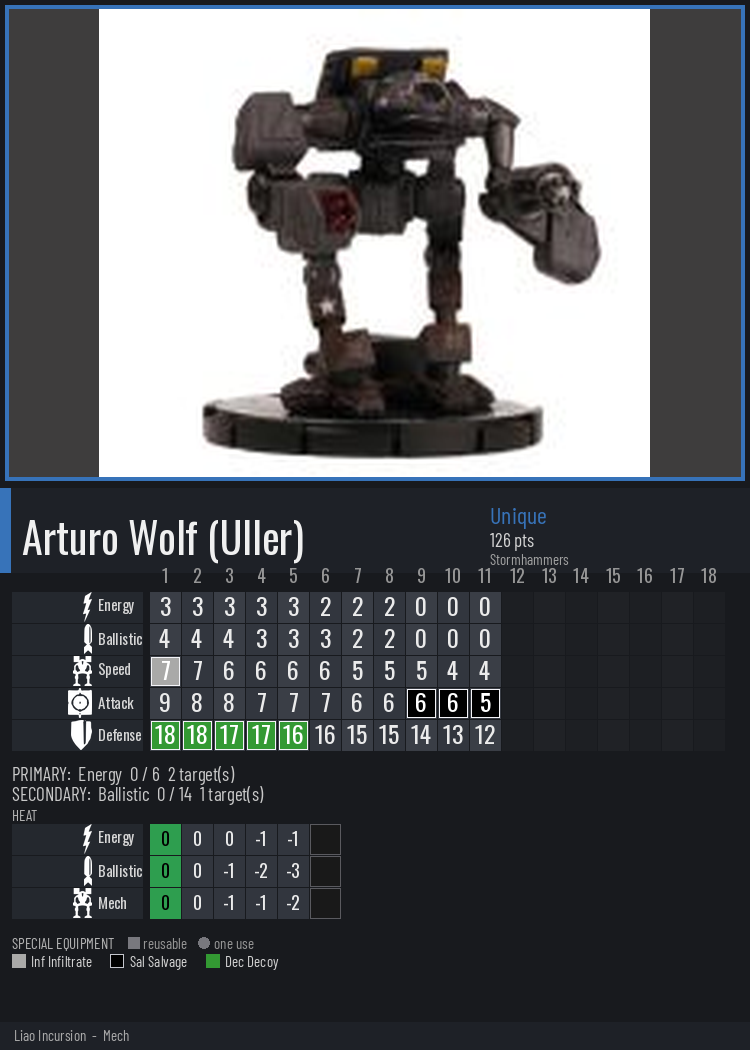 Arturo Wolf (Uller)
Unique
126 pts
Stormhammers
1 2 3 4 5 6 7 8 9 10 11 12 13 14 15 16 17 18
Energy 3 3 3 3 3 2 2 2 0 0 0
Ballistic 4 4 4 3 3 3 2 2 0 0 0
Speed 7 7 6 6 6 6 5 5 5 4 4
Attack 9 8 8 7 7 7 6 6 6 6 5
Defense 18 18 17 17 16 16 15 15 14 13 12
PRIMARY: Energy 0 / 6 2 target(s)
SECONDARY: Ballistic 0 / 14 1 target(s)
HEAT
Energy 0 0 0 -1 -1
Ballistic 0 0 -1 -2 -3
Mech 0 0 -1 -1 -2
SPECIAL EQUIPMENT reusable one use
Inf Infiltrate Sal Salvage Dec Decoy
Liao Incursion - Mech